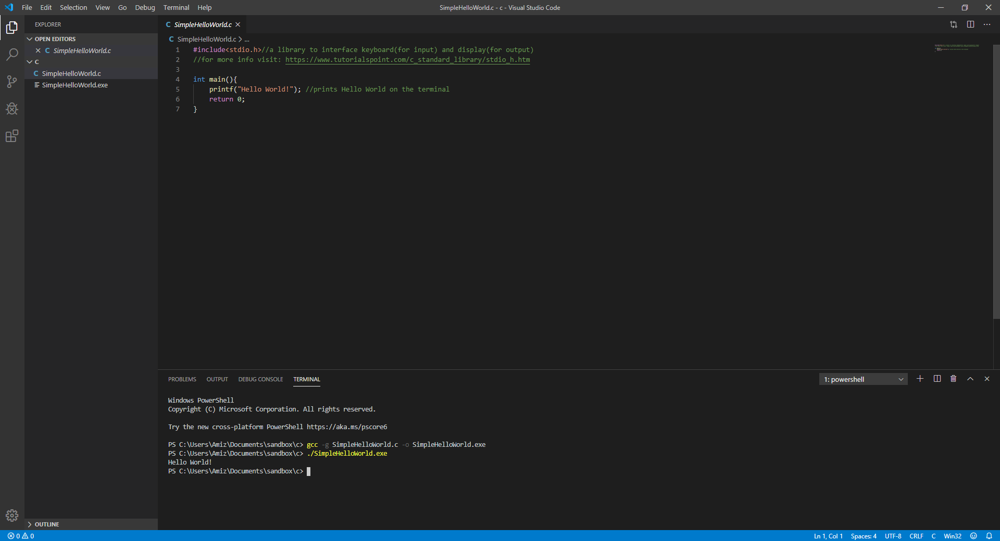 File Edit Selection View Go Debug Terminal Help
SimpleHelloWorld.c - c - Visual Studio Code
EXPLORER
OPEN EDITORS
C SimpleHelloWorld.c
C
C SimpleHelloWorld.c
SimpleHelloWorld.exe
OUTLINE
C SimpleHelloWorld.c
C SimpleHelloWorld.c > ...
1 #include<stdio.h>//a library to interface keyboard(for input) and display(for output)
2 //for more info visit: https://www.tutorialspoint.com/c_standard_library/stdio_h.htm
3
4 int main(){
5 printf("Hello World!"); //prints Hello World on the terminal
6 return 0;
7 }
PROBLEMS OUTPUT DEBUG CONSOLE TERMINAL
1: powershell
Windows PowerShell
Copyright (C) Microsoft Corporation. All rights reserved.
Try the new cross-platform PowerShell https://aka.ms/pscore6
PS C:\Users\Amiz\Documents\sandbox\c> gcc -g SimpleHelloWorld.c -o SimpleHelloWorld.exe
PS C:\Users\Amiz\Documents\sandbox\c> ./SimpleHelloWorld.exe
Hello World!
PS C:\Users\Amiz\Documents\sandbox\c>
0 0
Ln 1, Col 1 Spaces: 4 UTF-8 CRLF C Win32